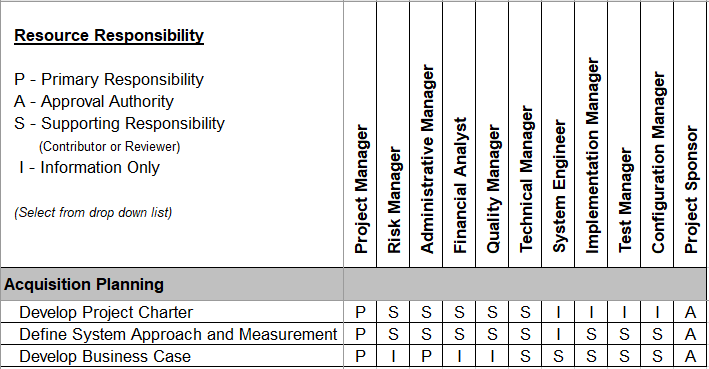 Resource Responsibility
P - Primary Responsibility
A - Approval Authority
S - Supporting Responsibility
(Contributor or Reviewer)
I - Information Only
(Select from drop down list)
Project Manager
Risk Manager
Administrative Manager
Financial Analyst
Quality Manager
Technical Manager
System Engineer
Implementation Manager
Test Manager
Configuration Manager
Project Sponsor
Acquisition Planning
Develop Project Charter P S S S S S I I I I A
Define System Approach and Measurement P S S S S S I S S S A
Develop Business Case P I P I I S S S S S A